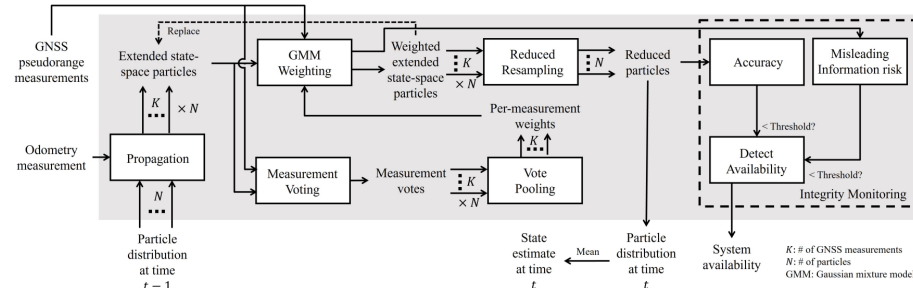 GNSS
pseudorange
measurements
Replace
Extended state-
space particles
K
× N
GMM
Weighting
Weighted
extended
state-space
particles
K
× N
Reduced
Resampling
N
Reduced
particles
Accuracy
Misleading
Information risk
Per-measurement
weights
< Threshold?
Odometry
measurement
Propagation
K
Measurement
Voting
Measurement
votes
K
× N
Vote
Pooling
Detect
Availability
< Threshold?
N
Integrity Monitoring
Particle
distribution
at time
t − 1
State
estimate
at time
t
Mean
Particle
distribution
at time
t
System
availability
K: # of GNSS measurements
N: # of particles
GMM: Gaussian mixture model